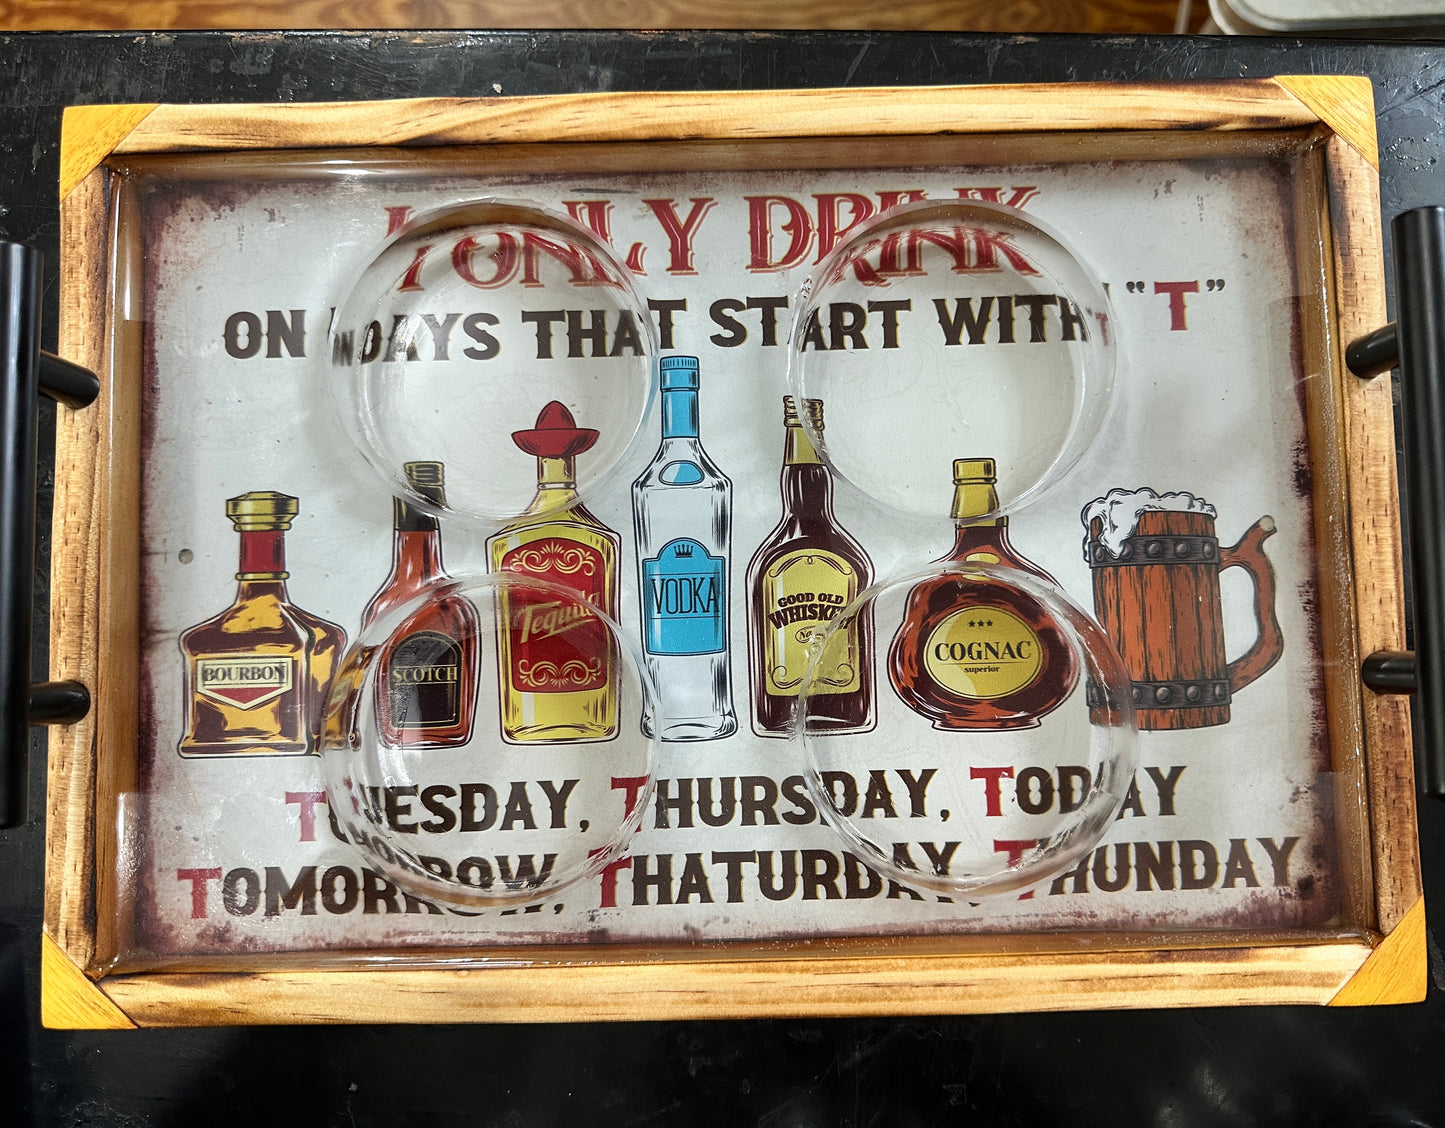 I ONLY DRINK
ON DAYS THAT START WITH "T"
BOURBON
SCOTCH
Tequila
VODKA
GOOD OLD
WHISKEY
No
COGNAC
superior
TUESDAY, THURSDAY, TODAY
TOMORROW, THATURDAY, THUNDAY